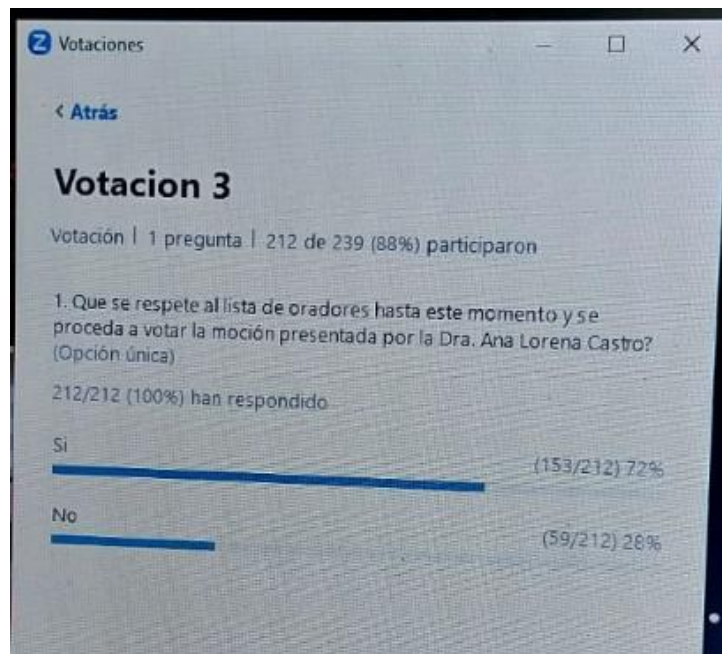 Z Votaciones
< Atrás
Votacion 3
Votación | 1 pregunta | 212 de 239 (88%) participaron
1. Que se respete al lista de oradores hasta este momento y se
proceda a votar la moción presentada por la Dra. Ana Lorena Castro?
(Opción única)
212/212 (100%) han respondido
Si
(153/212) 72%
No
(59/212) 28%